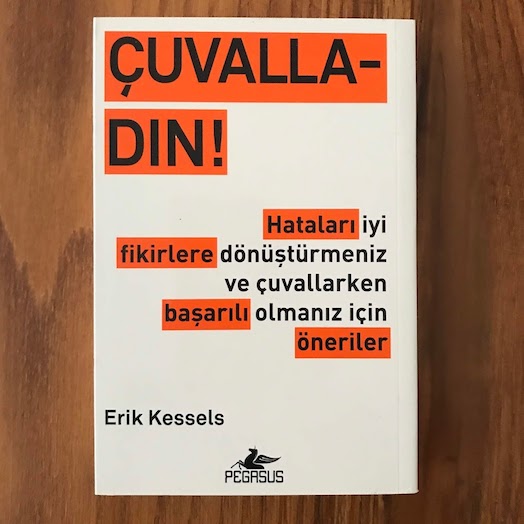 ÇUVALLA-
DIN!
Hataları iyi
fikirlere dönüştürmeniz
ve çuvallarken
başarılı olmanız için
öneriler
Erik Kessels
PEGASUS